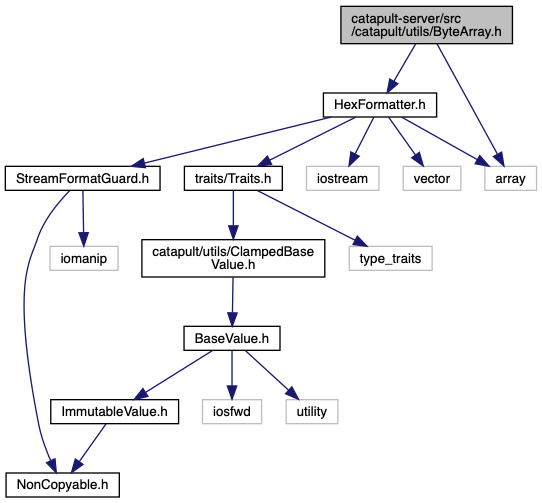 catapult-server/src
/catapult/utils/ByteArray.h
HexFormatter.h
StreamFormatGuard.h
traits/Traits.h
iostream
vector
array
iomanip
catapult/utils/ClampedBase
Value.h
type_traits
BaseValue.h
ImmutableValue.h
iosfwd
utility
NonCopyable.h